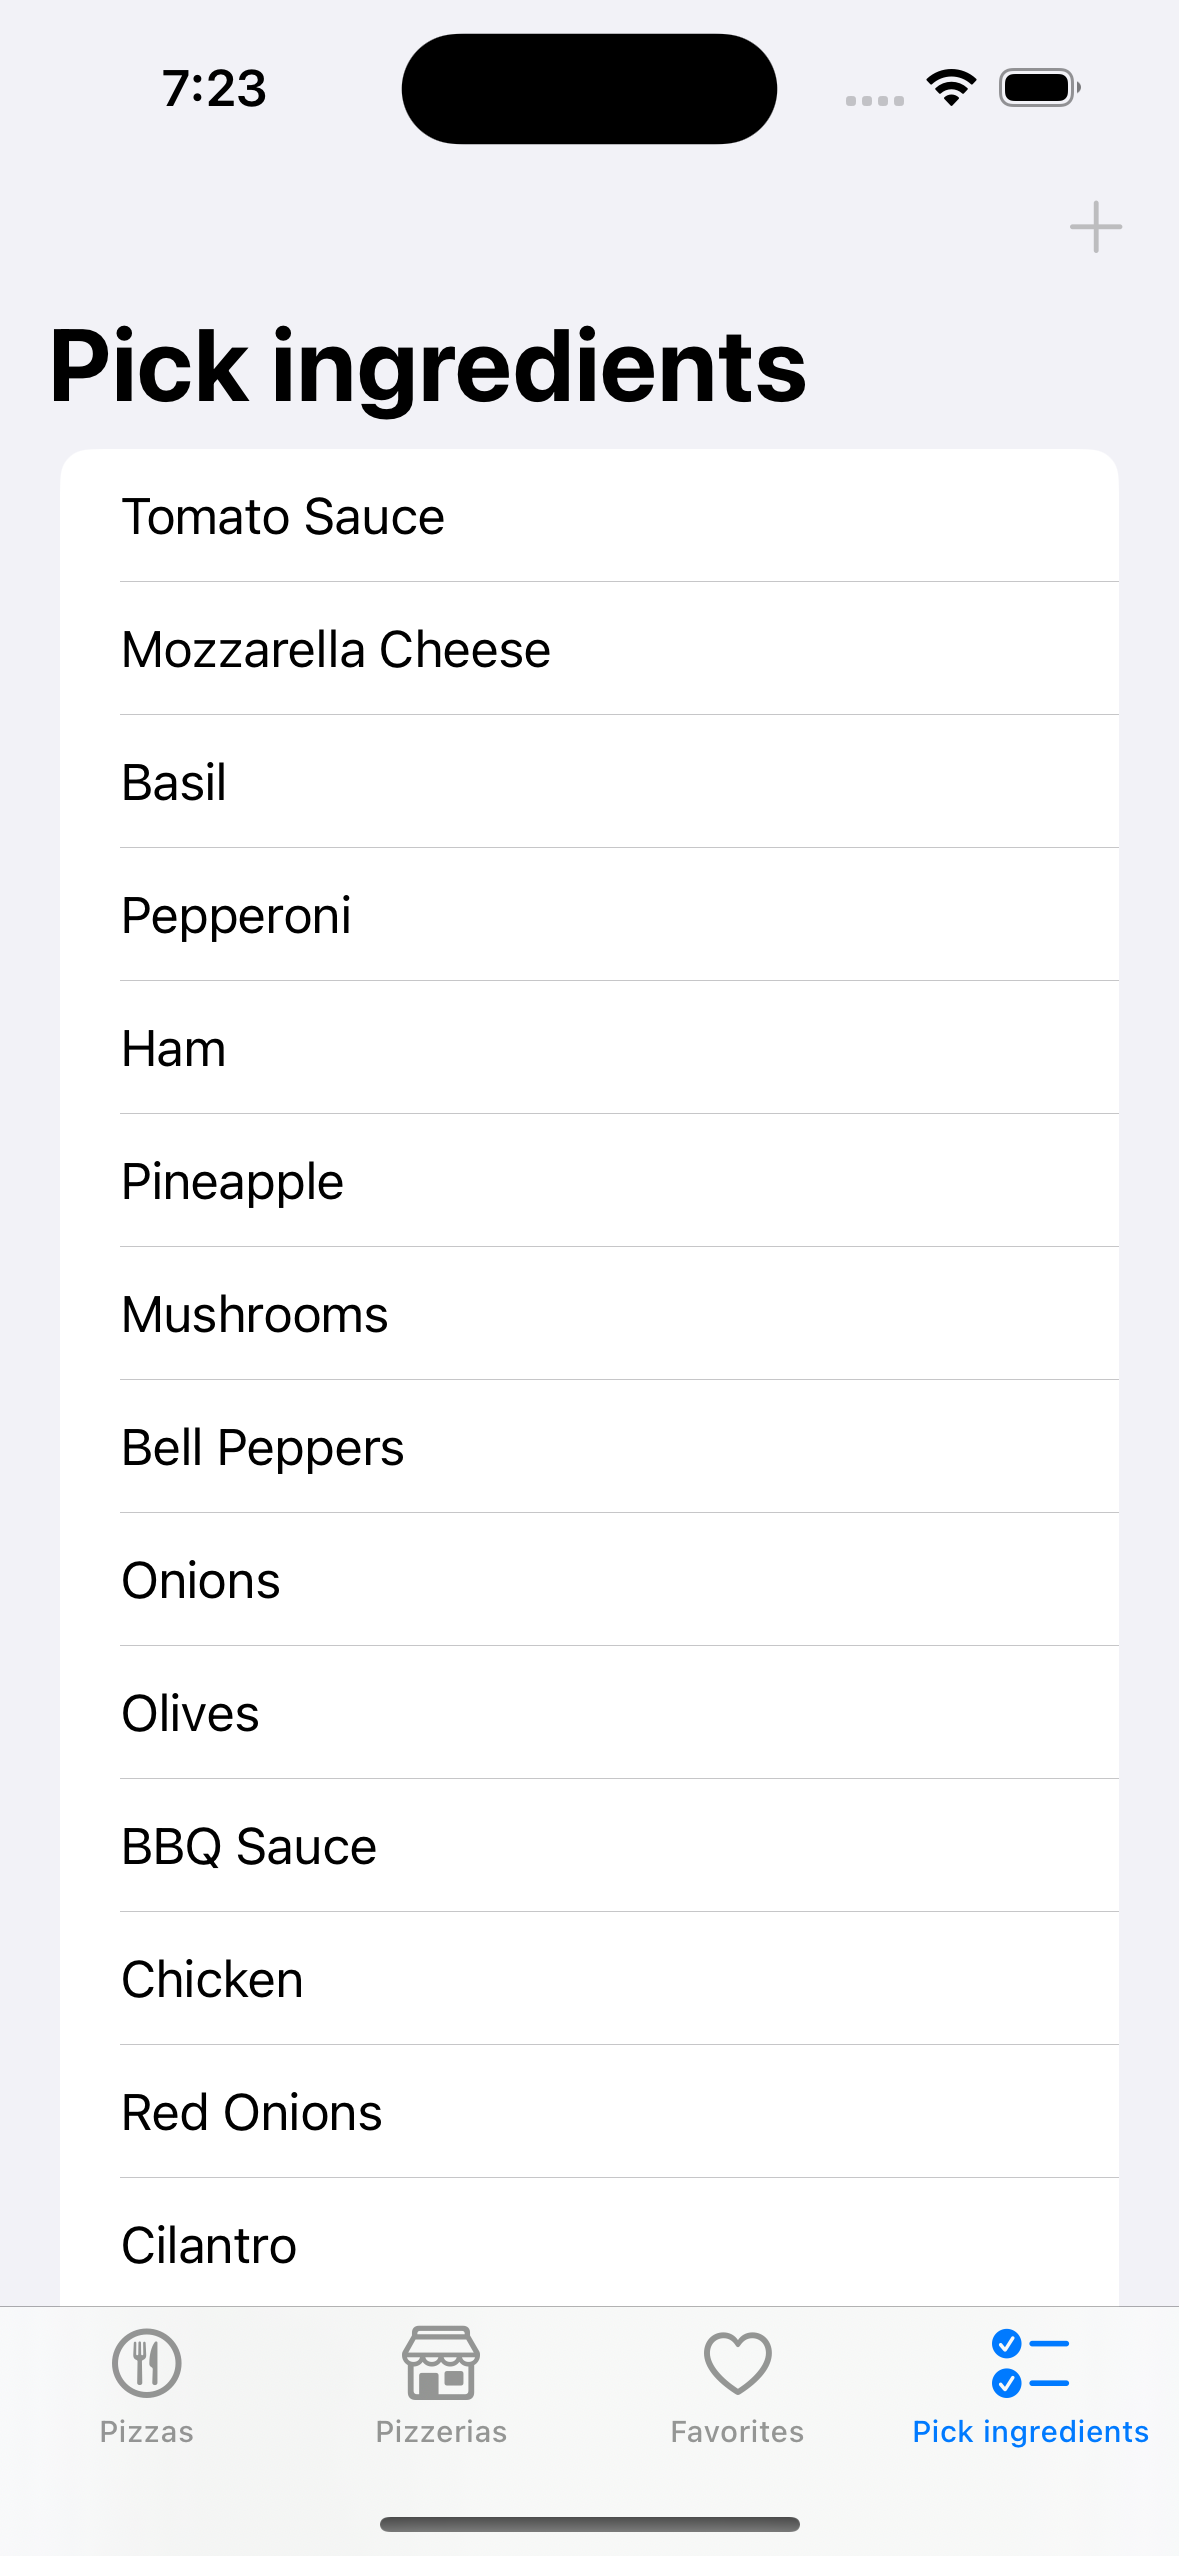 7:23
Pick ingredients
Tomato Sauce
Mozzarella Cheese
Basil
Pepperoni
Ham
Pineapple
Mushrooms
Bell Peppers
Onions
Olives
BBQ Sauce
Chicken
Red Onions
Cilantro
Pizzas
Pizzerias
Favorites
Pick ingredients